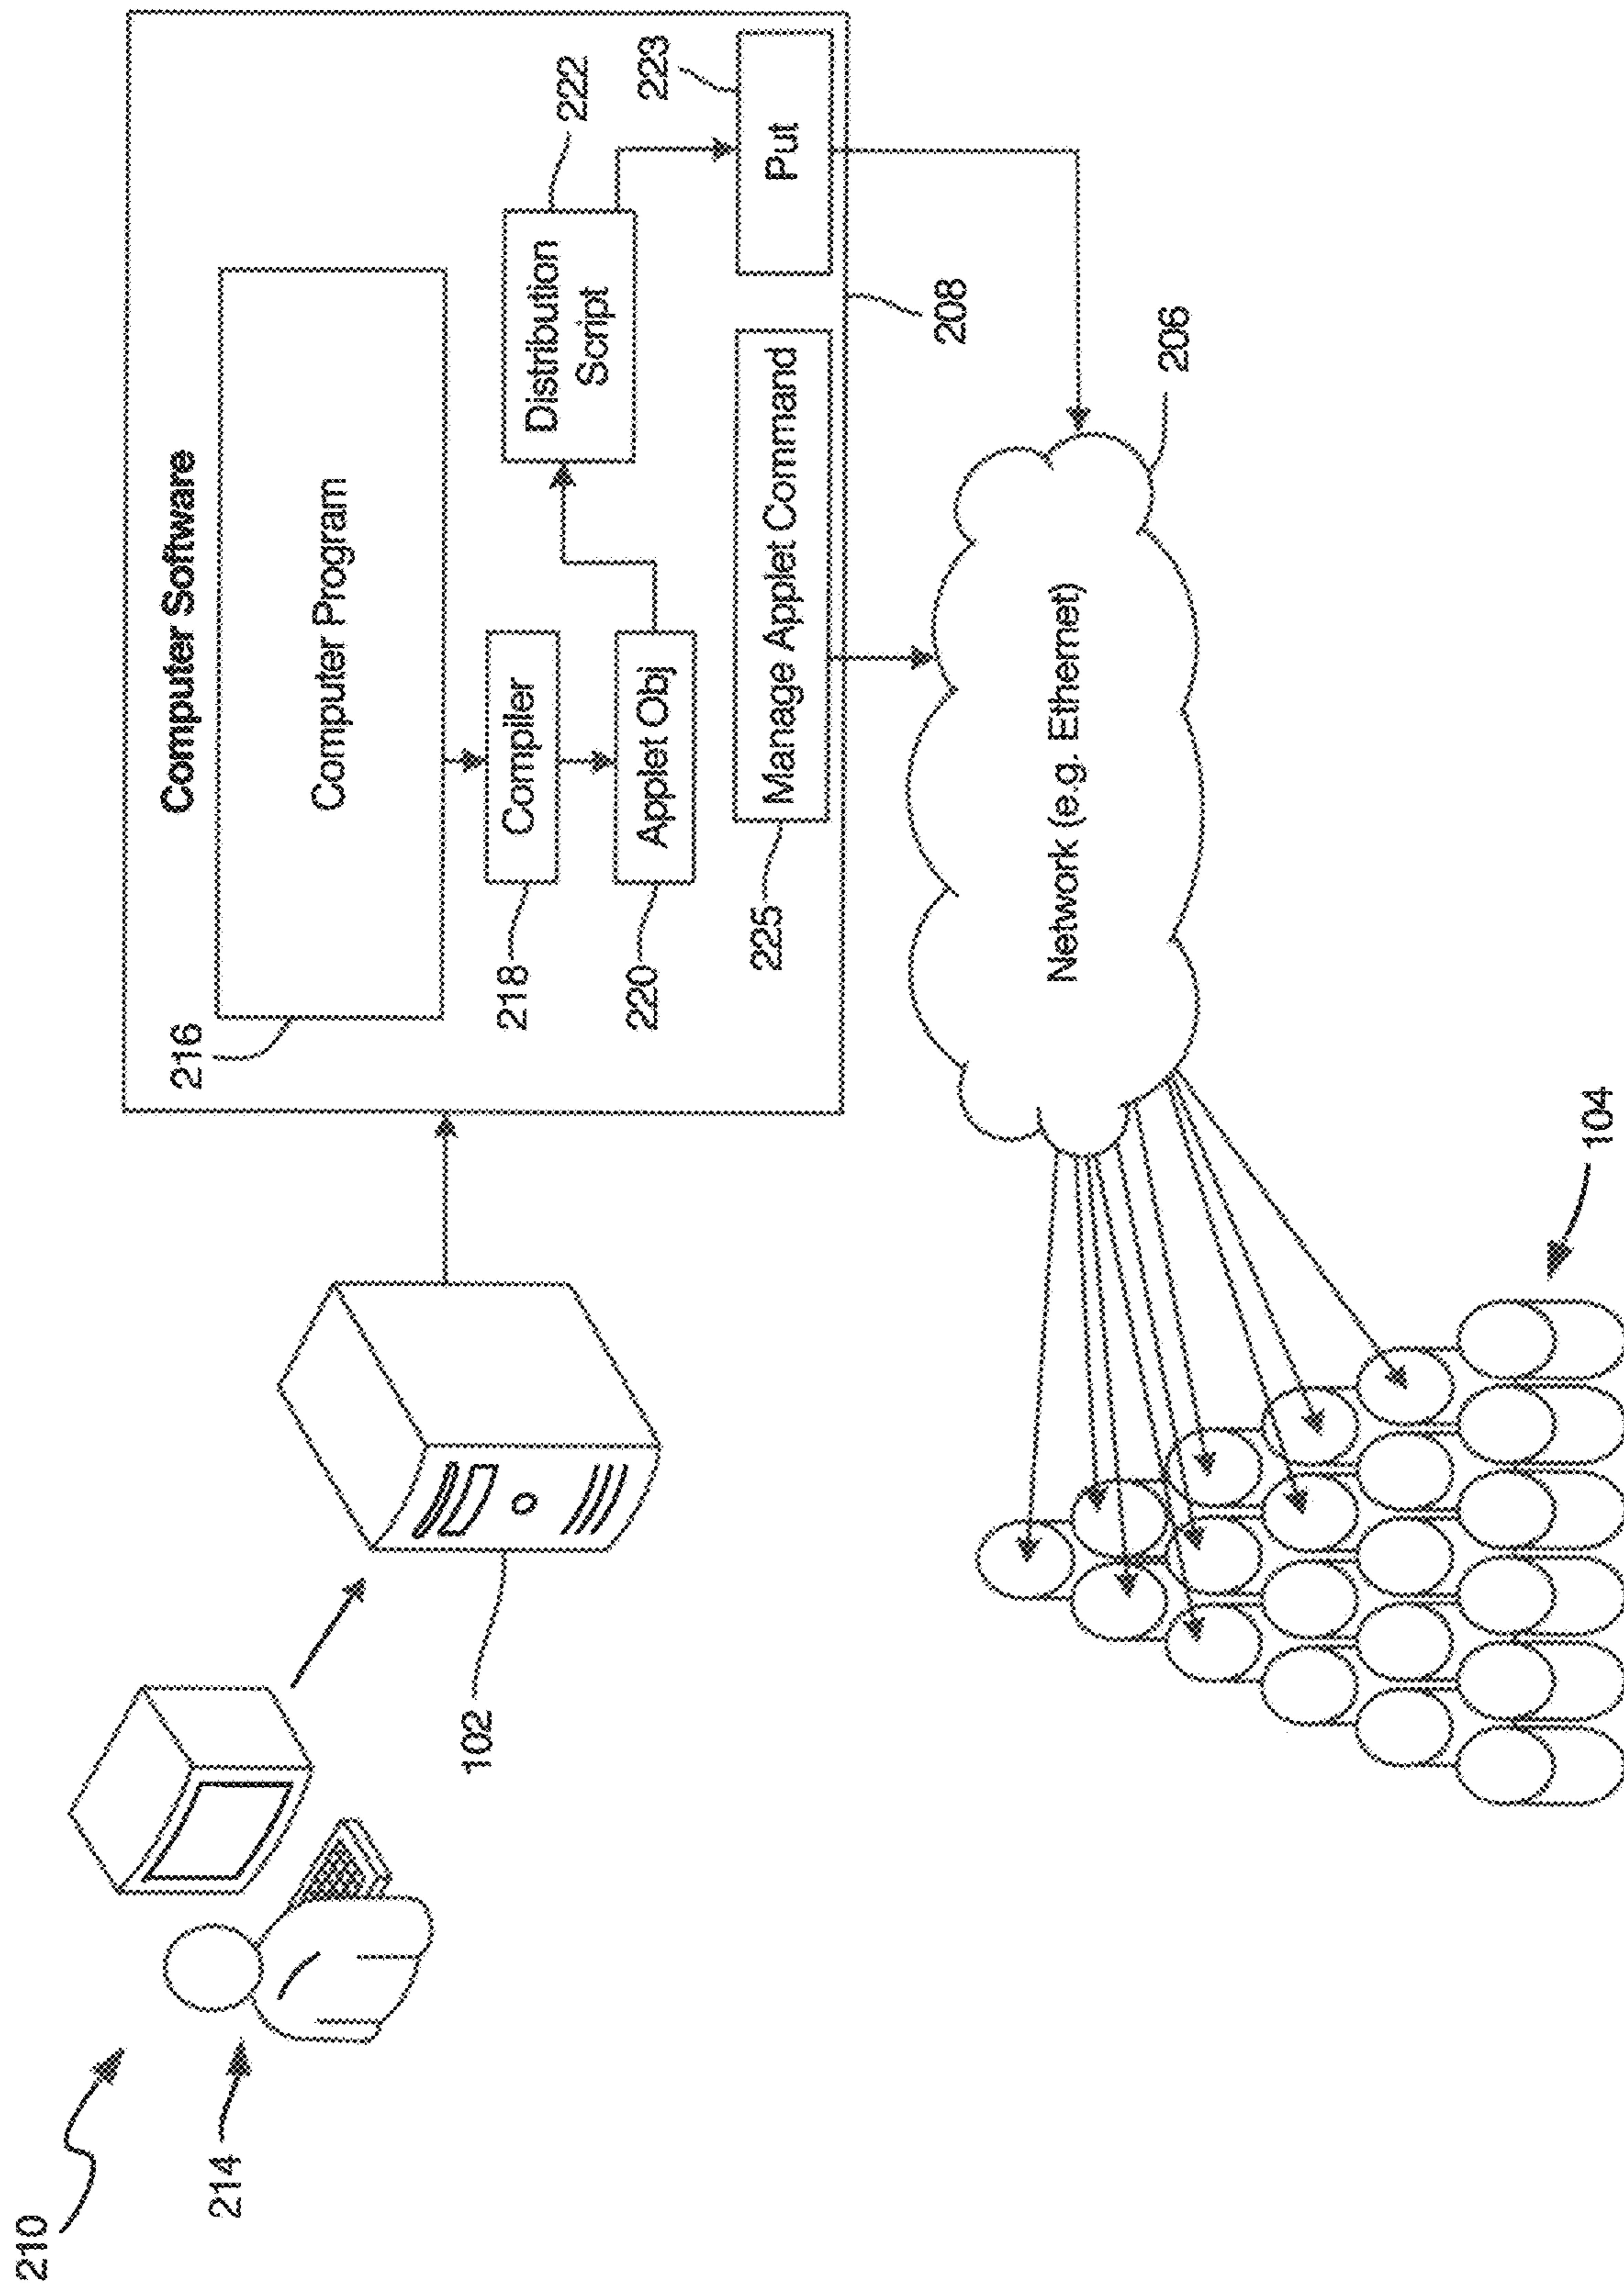 210
214
102
Computer Software
216
Computer Program
218
Compiler
220
Applet Obj
222
Distribution
Script
223
Put
225
Manage Applet Command
208
206
Network (e.g. Ethernet)
104